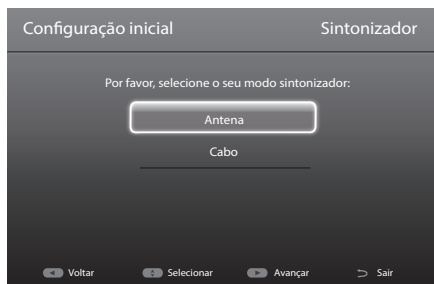 Configuração inicial Sintonizador
Por favor, selecione o seu modo sintonizador:
Antena
Cabo
Voltar Selecionar Avançar Sair